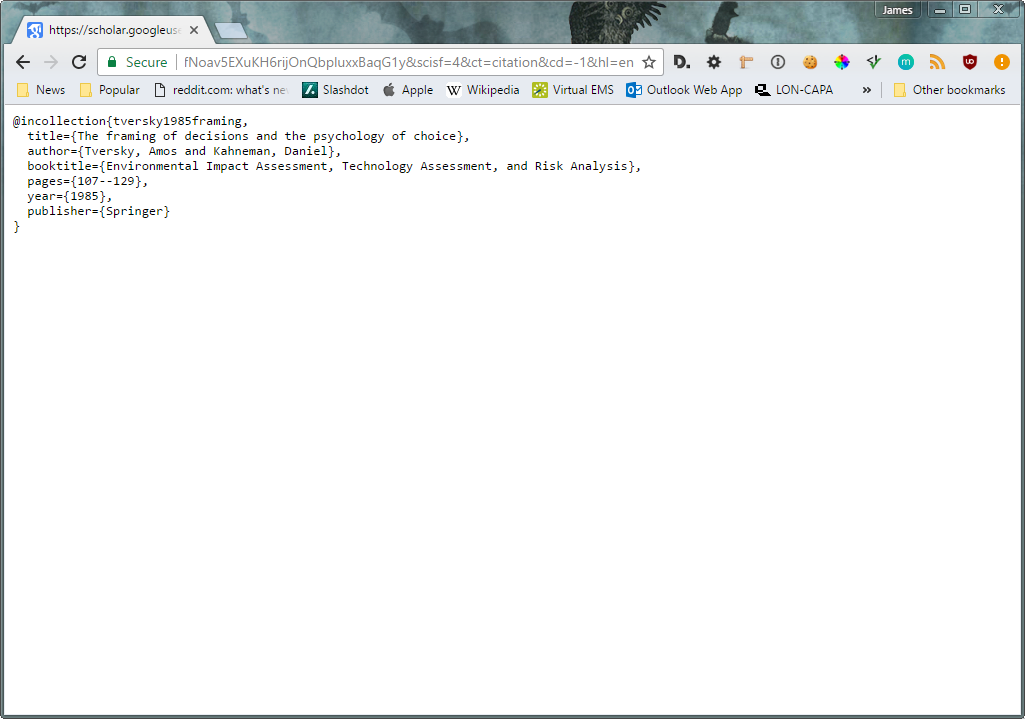 James
https://scholar.googleuse
Secure fNoav5EXuKH6rijOnQbpluxxBaqG1y&scisf=4&ct=citation&cd=-1&hl=en D.
News Popular reddit.com: what's new Slashdot Apple W Wikipedia Virtual EMS Outlook Web App LON-CAPA » Other bookmarks
@incollection{tversky1985framing,
title={The framing of decisions and the psychology of choice},
author={Tversky, Amos and Kahneman, Daniel},
booktitle={Environmental Impact Assessment, Technology Assessment, and Risk Analysis},
pages={107--129},
year={1985},
publisher={Springer}
}